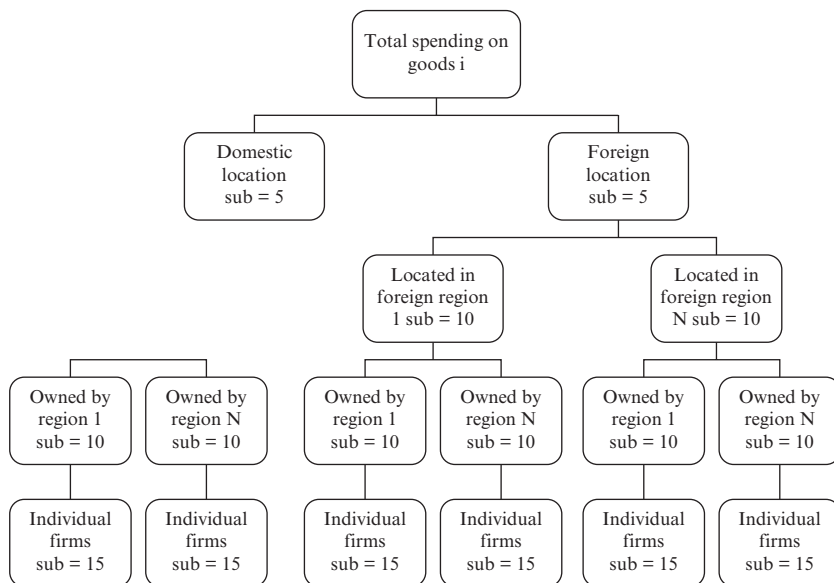 Total spending on
goods i
Domestic
location
sub = 5
Foreign
location
sub = 5
Located in
foreign region
1 sub = 10
Located in
foreign region
N sub = 10
Owned by
region 1
sub = 10
Owned by
region N
sub = 10
Owned by
region 1
sub = 10
Owned by
region N
sub = 10
Owned by
region 1
sub = 10
Owned by
region N
sub = 10
Individual
firms
sub = 15
Individual
firms
sub = 15
Individual
firms
sub = 15
Individual
firms
sub = 15
Individual
firms
sub = 15
Individual
firms
sub = 15